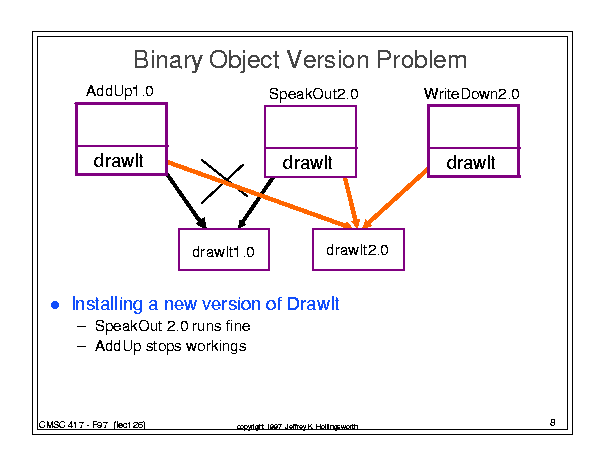 Binary Object Version Problem
AddUp1.0 SpeakOut2.0 WriteDown2.0
drawIt drawIt drawIt
drawIt1.0 drawIt2.0
● Installing a new version of DrawIt
– SpeakOut 2.0 runs fine
– AddUp stops workings
CMSC 417 - F97 (lect 26) copyright 1997 Jeffrey K. Hollingsworth 8